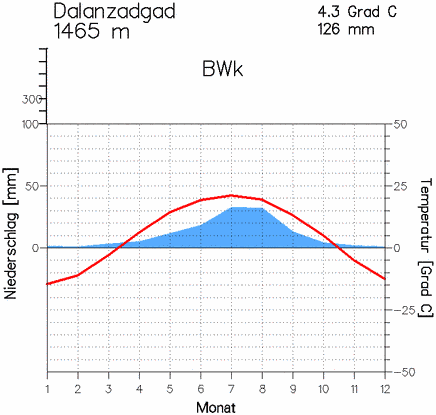 Dalanzadgad
1465 m
4.3 Grad C
126 mm
BWk
300
100
50
0
50
25
0
−25
−50
Niederschlag [mm]
Temperatur [Grad C]
1 2 3 4 5 6 7 8 9 10 11 12
Monat